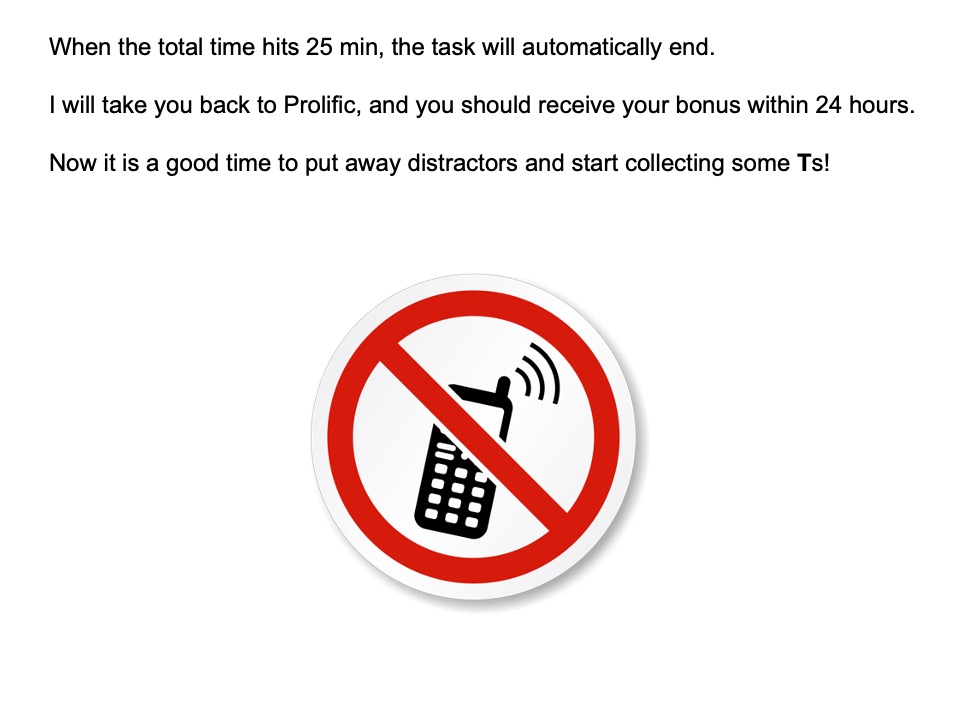 When the total time hits 25 min, the task will automatically end.
I will take you back to Prolific, and you should receive your bonus within 24 hours.
Now it is a good time to put away distractors and start collecting some Ts!